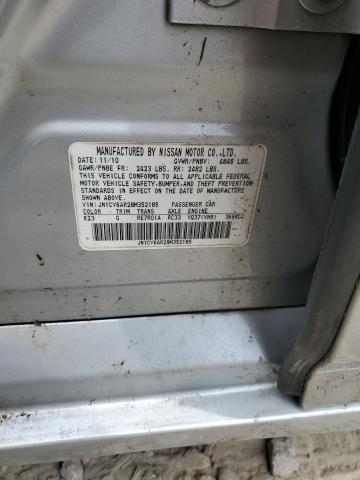 MANUFACTURED BY NISSAN MOTOR CO.,LTD.
DATE: 11/10 GVWR/PNBV: 4848 LBS.
GAWR/PNBE FR: 2423 LBS. RR: 2482 LBS.
THIS VEHICLE CONFORMS TO ALL APPLICABLE FEDERAL
MOTOR VEHICLE SAFETY, BUMPER, AND THEFT PREVENTION
STANDARDS IN EFFECT ON THE DATE OF MANUFACTURE
SHOWN ABOVE.
VIN: JN1CV6AR2BM352185 PASSENGER CAR
COLOR TRIM TRANS AXLE ENGINE
K23 G RE7R01A RC33 VQ37(VHR) 3696CC
JN1CV6AR2BM352185